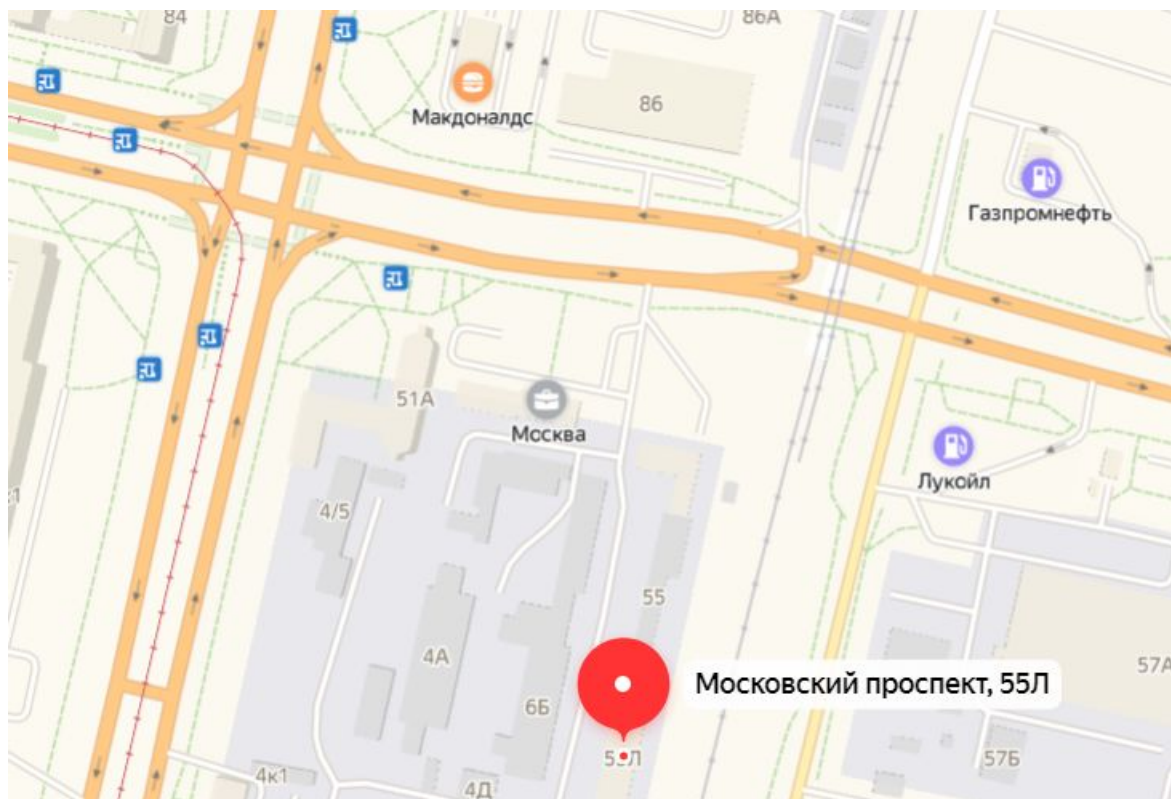 84
86А
Макдоналдс
86
Газпромнефть
51А
Москва
Лукойл
4/5
55
4А
57А
Московский проспект, 55Л
6Б
57Б
4к1
4Д